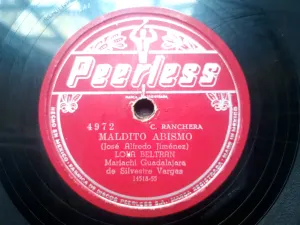 Peerless
4972
C. RANCHERA
MALDITO ABISMO
(José Alfredo Jiménez)
LOLA BELTRAN
Mariachi Guadalajara
de Silvestre Vargas